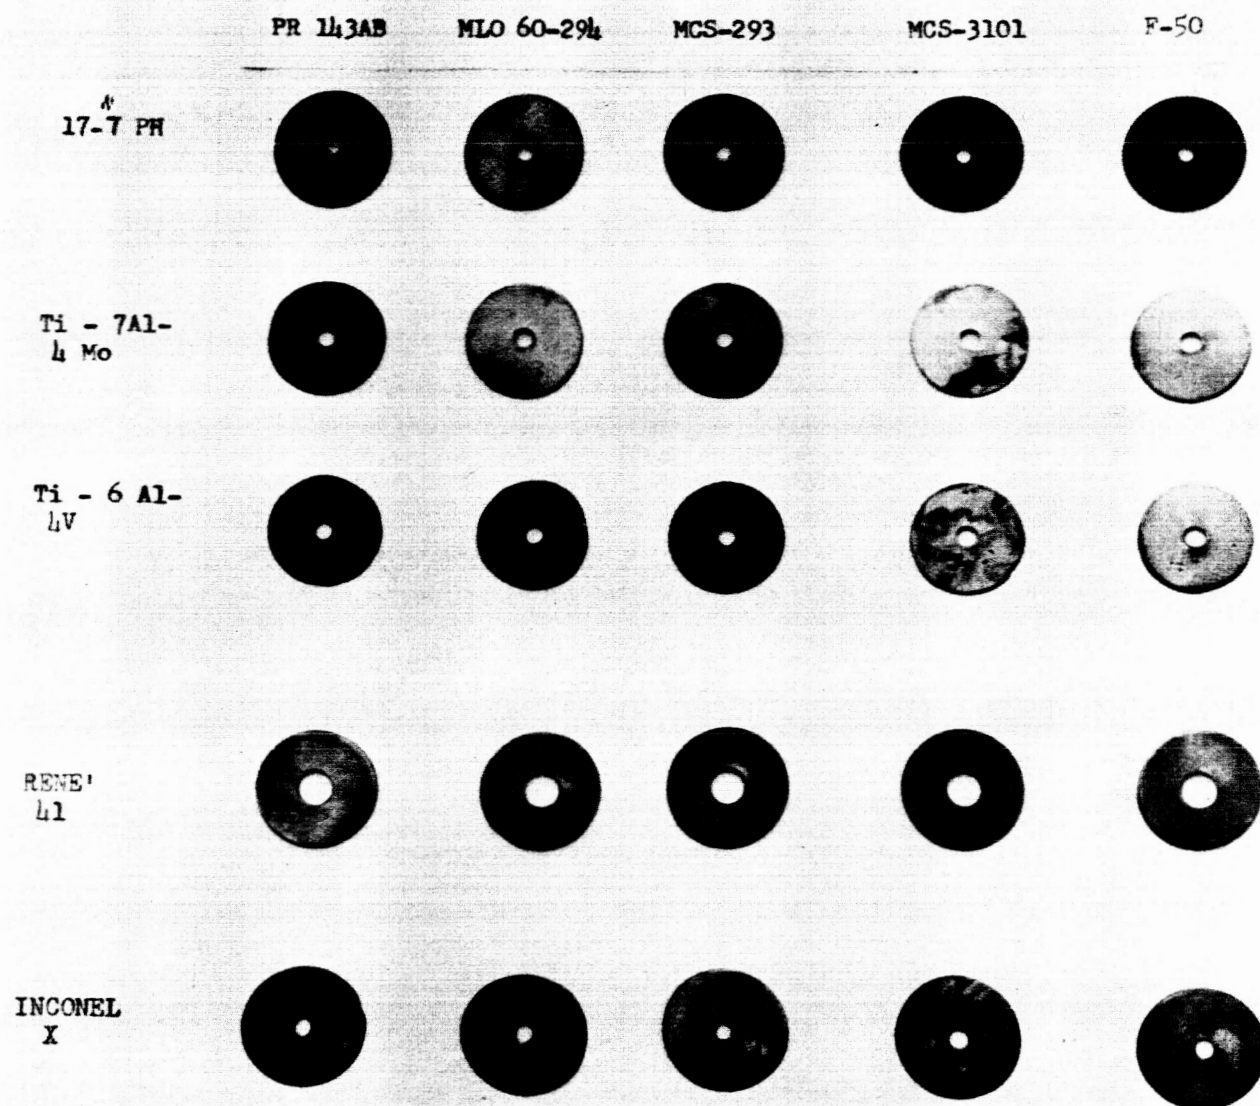 PR 143AB MLO 60-294 MCS-293 MCS-3101 F-50
17-7 PH
Ti - 7Al-
4 Mo
Ti - 6 Al-
4V
RENE'
41
INCONEL
X